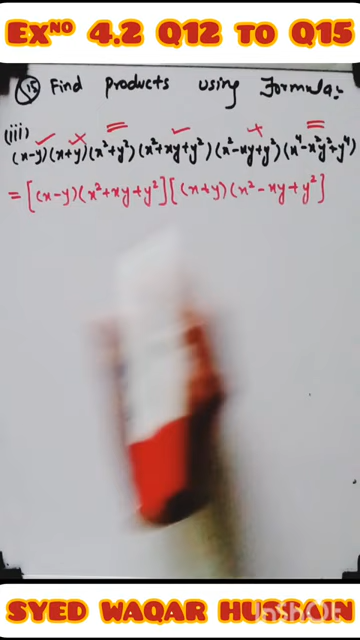 Exᴺᴼ 4.2 Q12 TO Q15
(15) Find Products using Formula:
(iii)
(x-y)(x+y)(x²+y²)(x²+xy+y²)(x²-xy+y²)(x⁴-x²y²-y⁴)
= [(x-y)(x²+xy+y²][(x+y)(x²-xy+y²]
SYED WAQAR HUSSAIN
InShOt